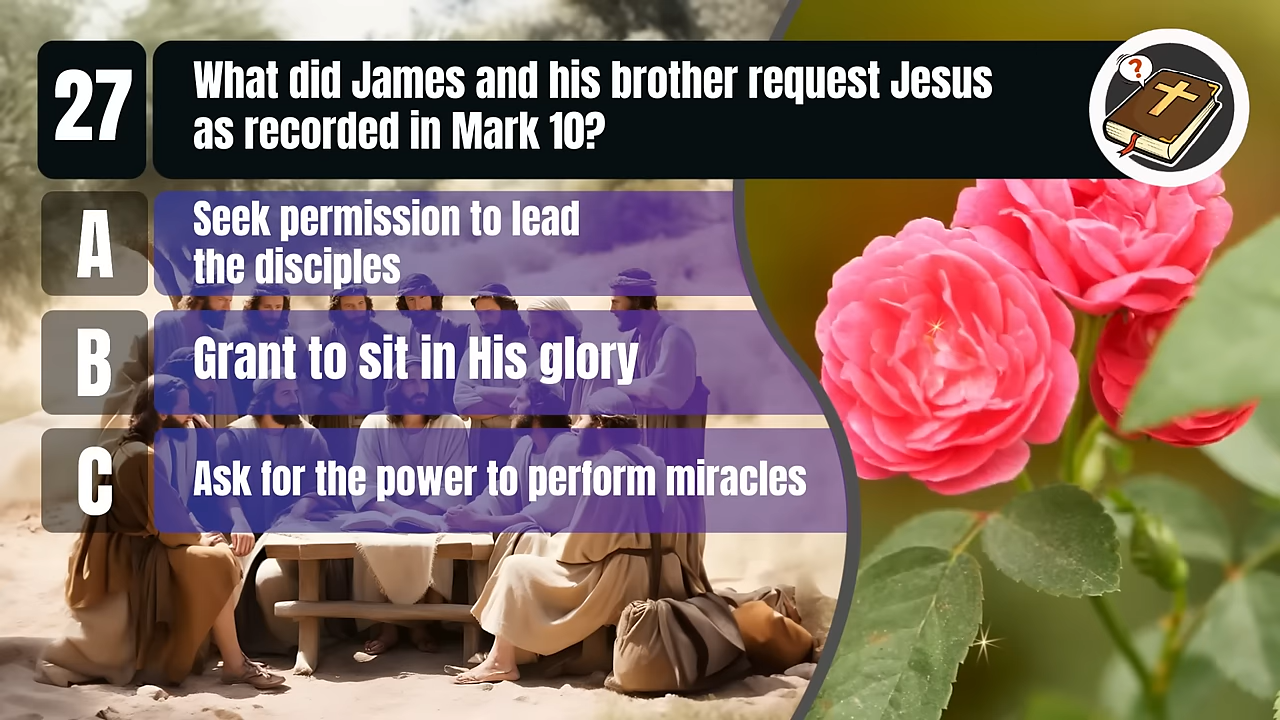 27
What did James and his brother request Jesus
as recorded in Mark 10?
?
A
Seek permission to lead
the disciples
B
Grant to sit in His glory
C
Ask for the power to perform miracles